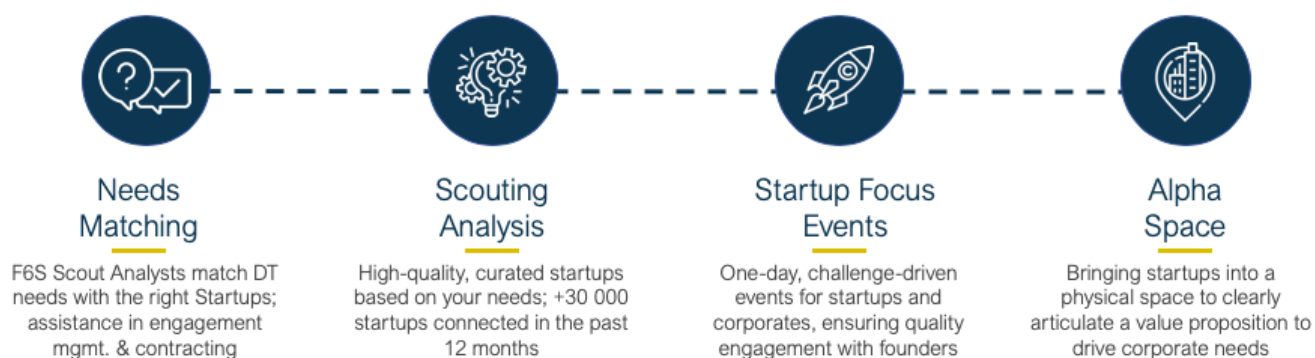 Needs
Matching
F6S Scout Analysts match DT
needs with the right Startups;
assistance in engagement
mgmt. & contracting
Scouting
Analysis
High-quality, curated startups
based on your needs; +30 000
startups connected in the past
12 months
Startup Focus
Events
One-day, challenge-driven
events for startups and
corporates, ensuring quality
engagement with founders
Alpha
Space
Bringing startups into a
physical space to clearly
articulate a value proposition to
drive corporate needs